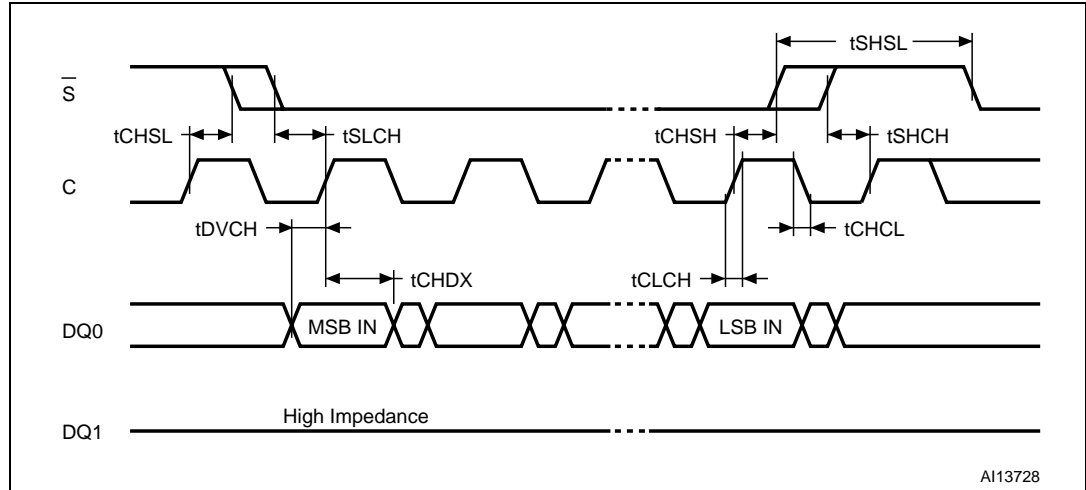 tSHSL
S̅
tCHSL
tSLCH
tCHSH
tSHCH
C
tDVCH
tCHCL
tCHDX
tCLCH
DQ0
MSB IN
LSB IN
High Impedance
DQ1
AI13728